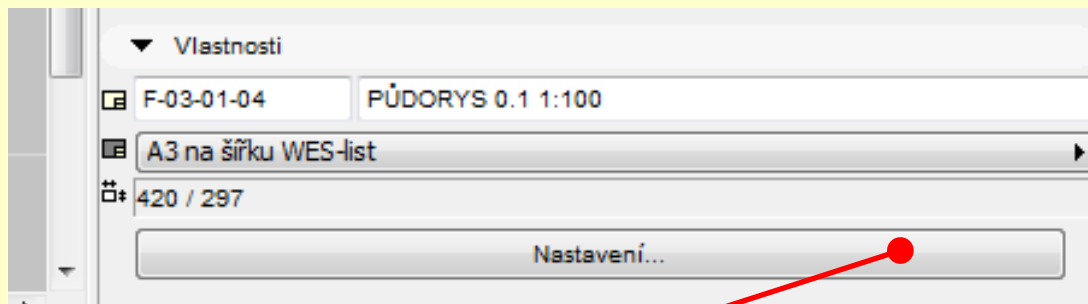 Vlastnosti
F-03-01-04 PŮDORYS 0.1 1:100
A3 na šířku WES-list
420 / 297
Nastavení...